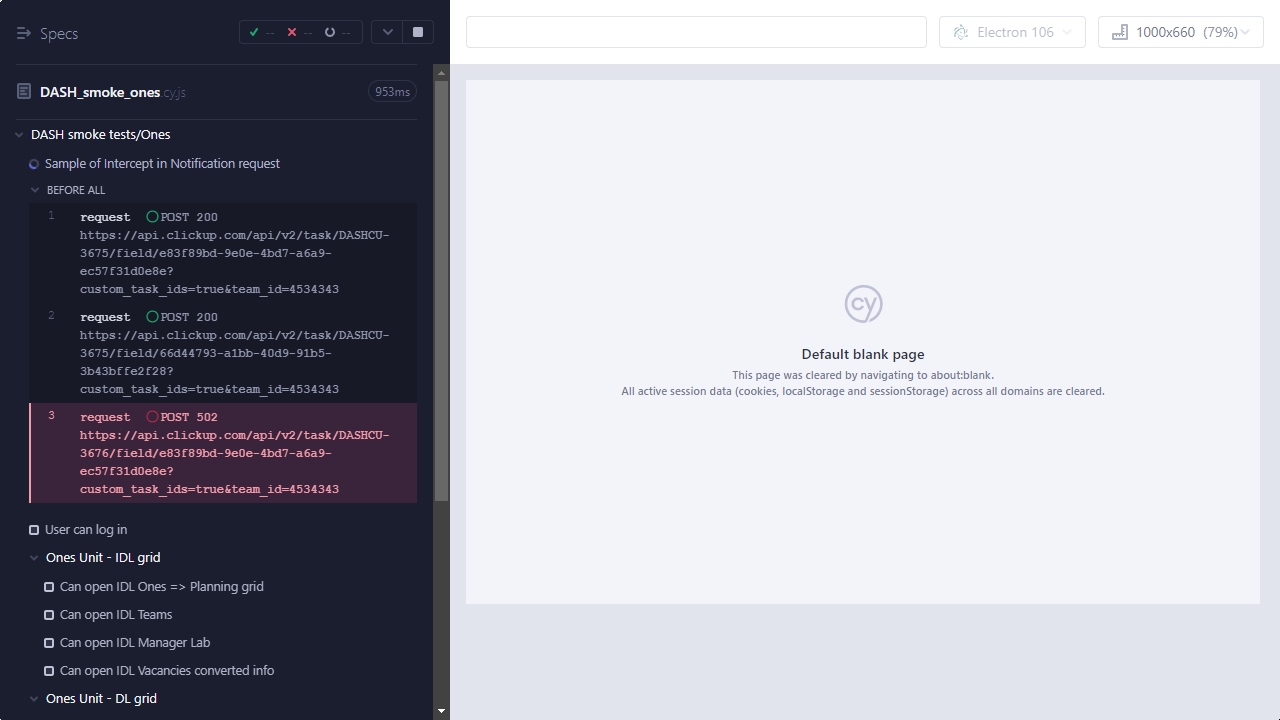 Specs
--
--
--
DASH_smoke_ones.cy.js
953ms
DASH smoke tests/Ones
Sample of Intercept in Notification request
BEFORE ALL
1 request POST 200
https://api.clickup.com/api/v2/task/DASHCU-
3675/field/e83f89bd-9e0e-4bd7-a6a9-
ec57f31d0e8e?
custom_task_ids=true&team_id=4534343
2 request POST 200
https://api.clickup.com/api/v2/task/DASHCU-
3675/field/66d44793-a1bb-40d9-91b5-
3b43bffe2f28?
custom_task_ids=true&team_id=4534343
3 request POST 502
https://api.clickup.com/api/v2/task/DASHCU-
3676/field/e83f89bd-9e0e-4bd7-a6a9-
ec57f31d0e8e?
custom_task_ids=true&team_id=4534343
User can log in
Ones Unit - IDL grid
Can open IDL Ones => Planning grid
Can open IDL Teams
Can open IDL Manager Lab
Can open IDL Vacancies converted info
Ones Unit - DL grid
Electron 106
1000x660 (79%)
cy
Default blank page
This page was cleared by navigating to about:blank.
All active session data (cookies, localStorage and sessionStorage) across all domains are cleared.